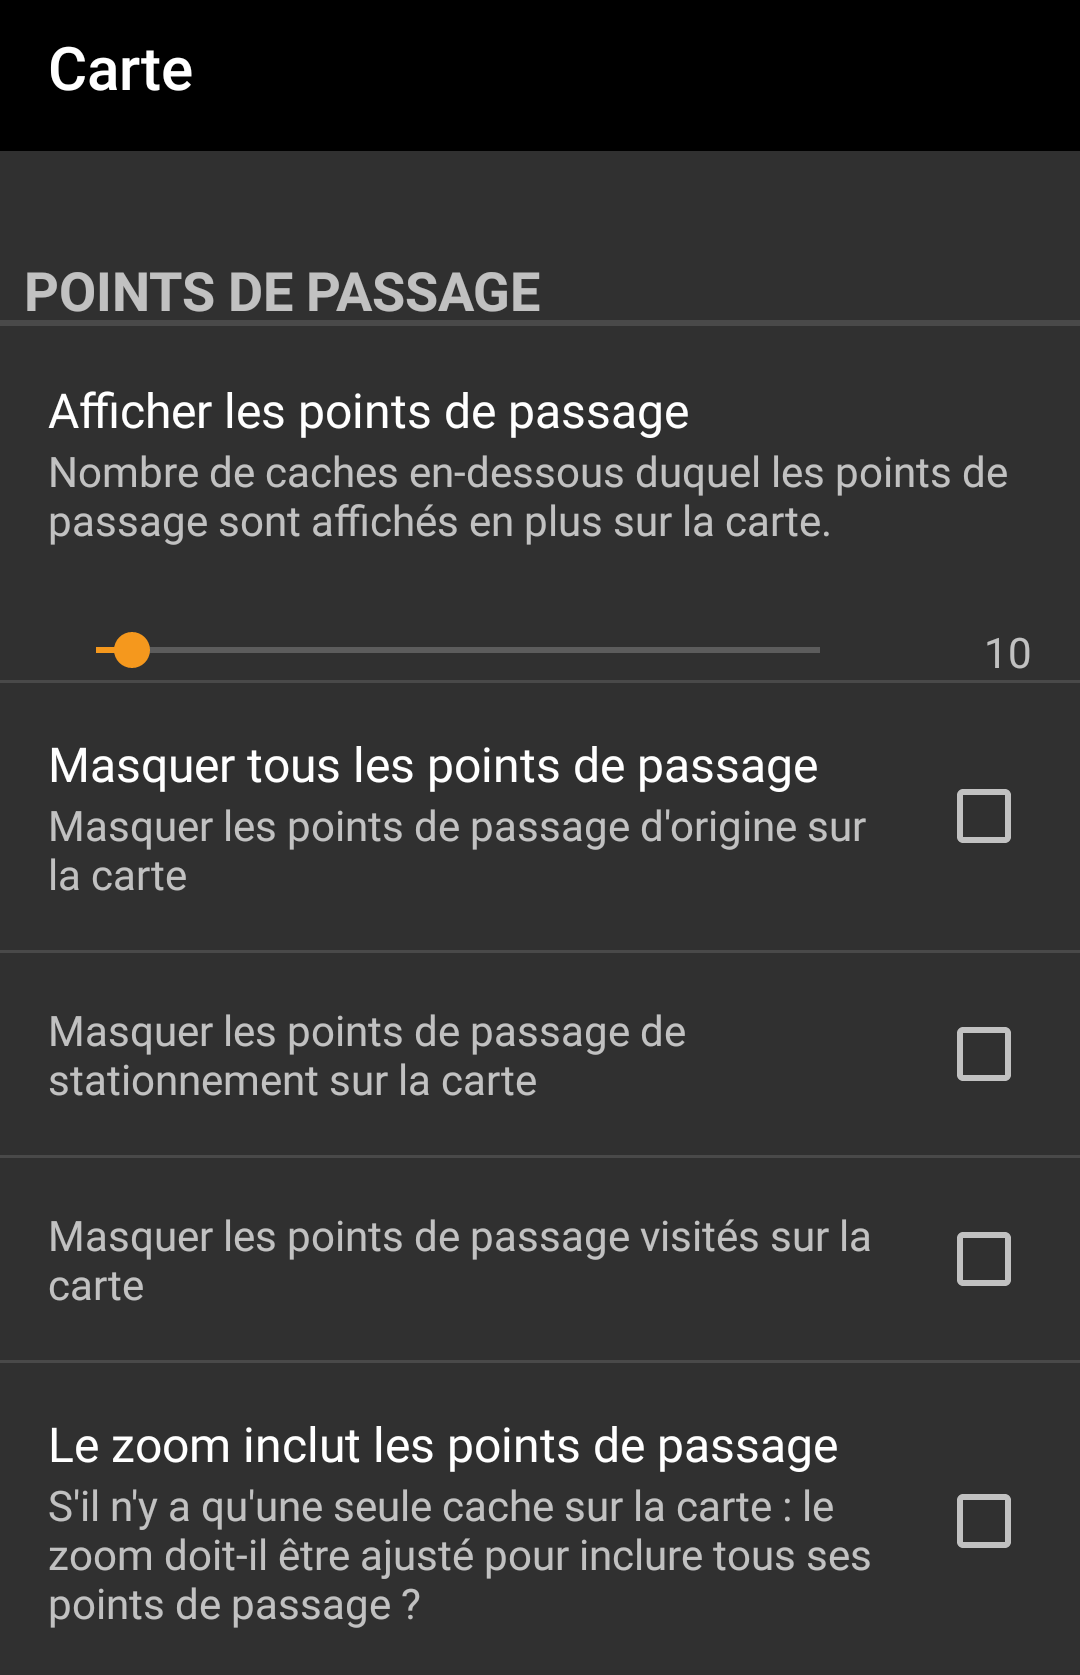 Carte
POINTS DE PASSAGE
Afficher les points de passage
Nombre de caches en-dessous duquel les points de
passage sont affichés en plus sur la carte.
10
Masquer tous les points de passage
Masquer les points de passage d'origine sur
la carte
Masquer les points de passage de
stationnement sur la carte
Masquer les points de passage visités sur la
carte
Le zoom inclut les points de passage
S'il n'y a qu'une seule cache sur la carte : le
zoom doit-il être ajusté pour inclure tous ses
points de passage ?